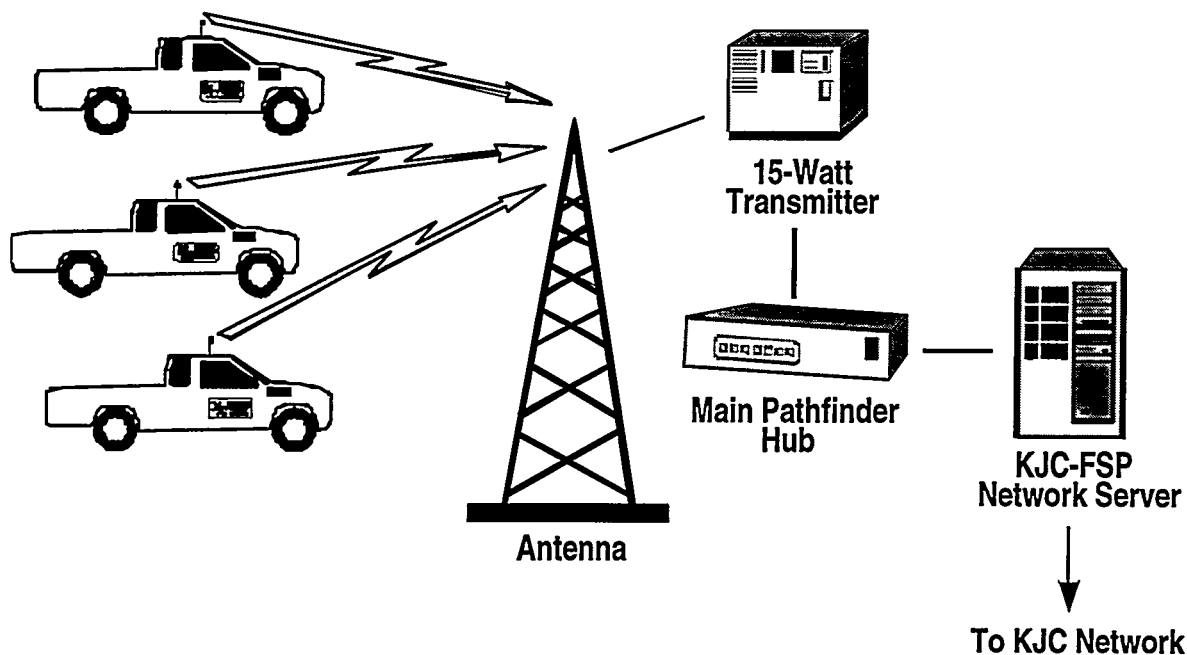 15-Watt
Transmitter
Main Pathfinder
Hub
KJC-FSP
Network Server
Antenna
To KJC Network